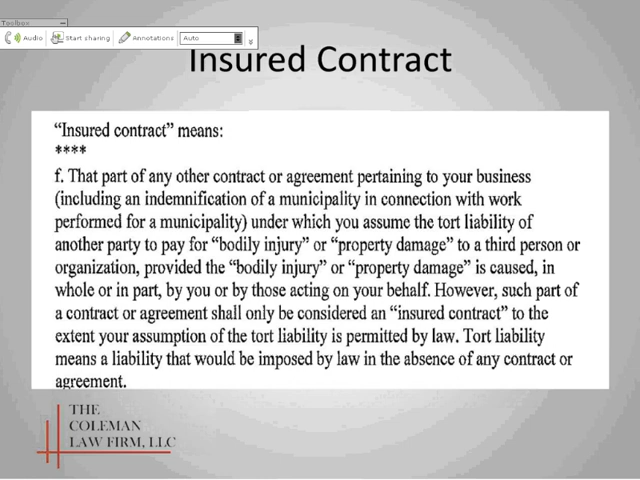 Toolbox
Audio
Start sharing
Annotations
Auto
Insured Contract
“Insured contract” means:
****
f. That part of any other contract or agreement pertaining to your business
(including an indemnification of a municipality in connection with work
performed for a municipality) under which you assume the tort liability of
another party to pay for “bodily injury” or “property damage” to a third person or
organization, provided the “bodily injury” or “property damage” is caused, in
whole or in part, by you or by those acting on your behalf. However, such part of
a contract or agreement shall only be considered an “insured contract” to the
extent your assumption of the tort liability is permitted by law. Tort liability
means a liability that would be imposed by law in the absence of any contract or
agreement.
THE
COLEMAN
LAW FIRM, LLC